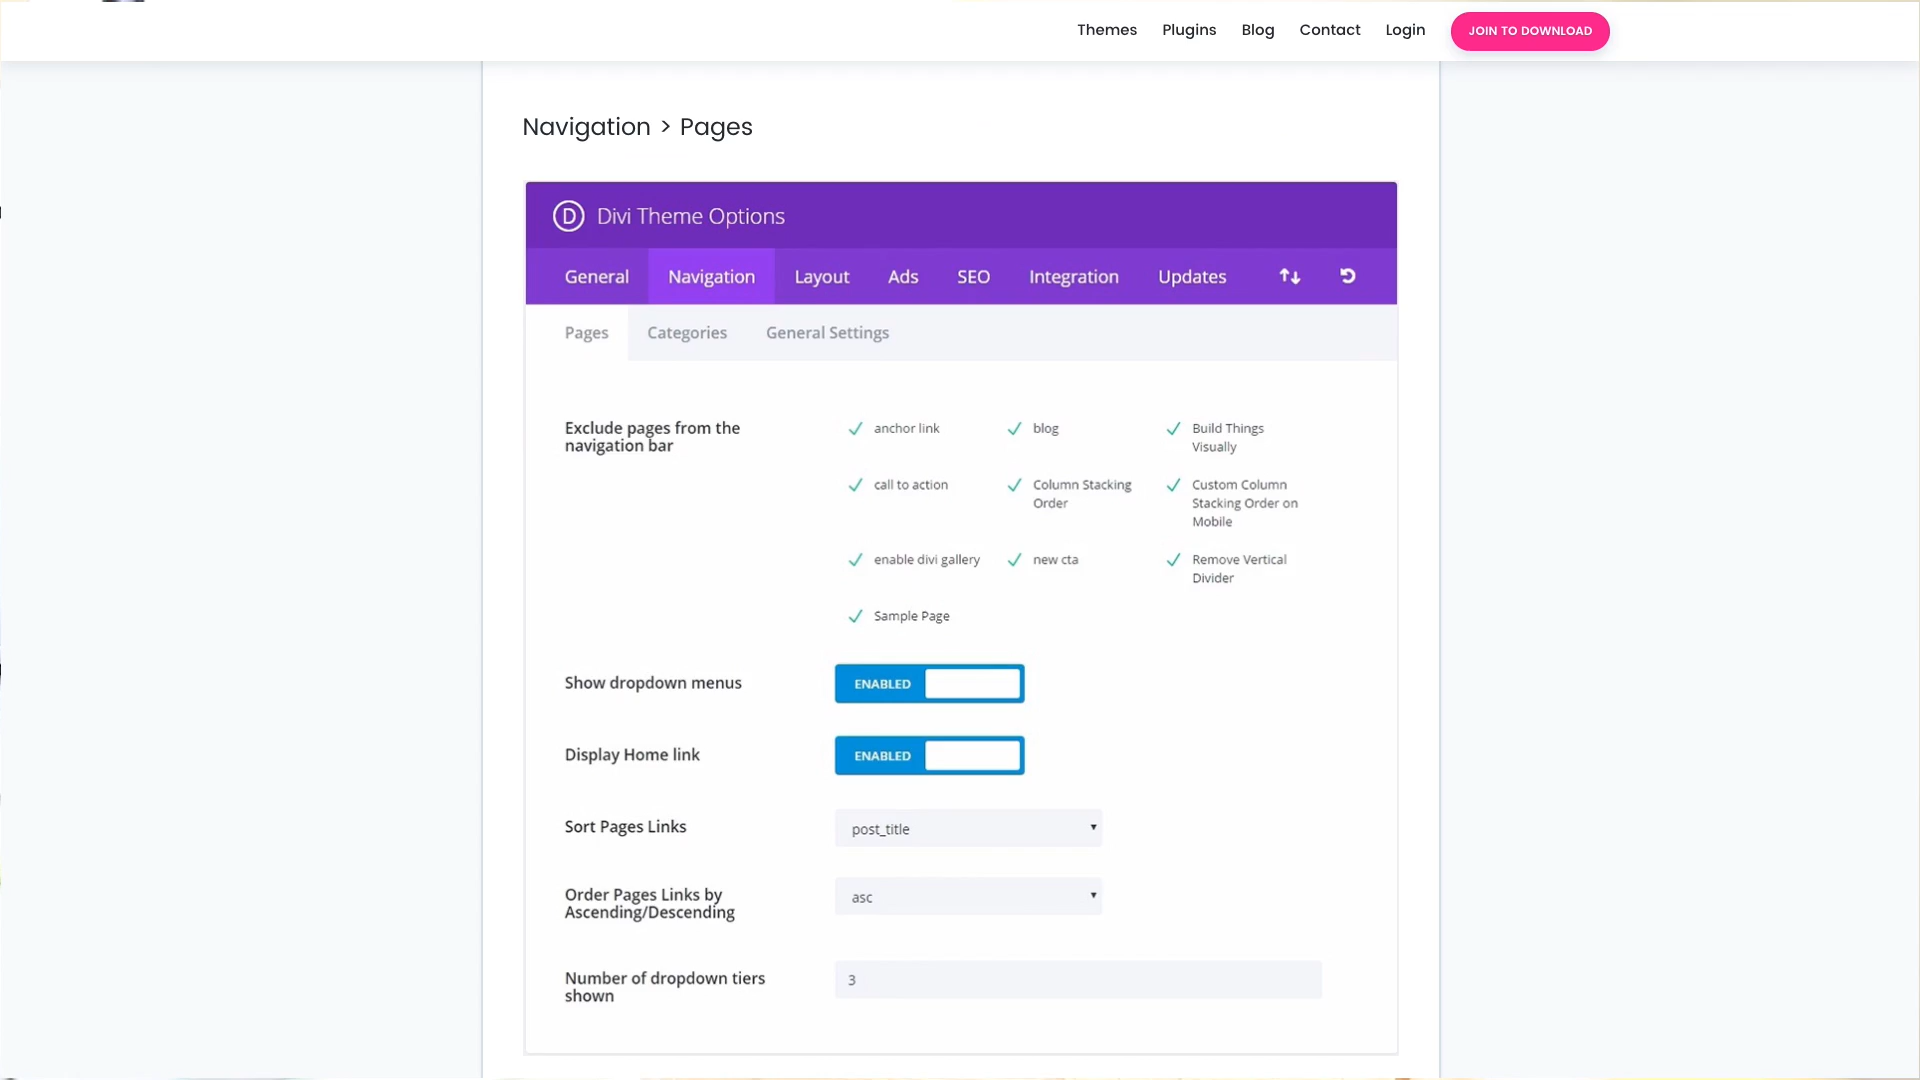 Themes Plugins Blog Contact Login JOIN TO DOWNLOAD
Navigation > Pages
D Divi Theme Options
General Navigation Layout Ads SEO Integration Updates
Pages Categories General Settings
Exclude pages from the
navigation bar
anchor link
blog
Build Things
Visually
call to action
Column Stacking
Order
Custom Column
Stacking Order on
Mobile
enable divi gallery
new cta
Remove Vertical
Divider
Sample Page
Show dropdown menus
ENABLED
Display Home link
ENABLED
Sort Pages Links
post_title
Order Pages Links by
Ascending/Descending
asc
Number of dropdown tiers
shown
3